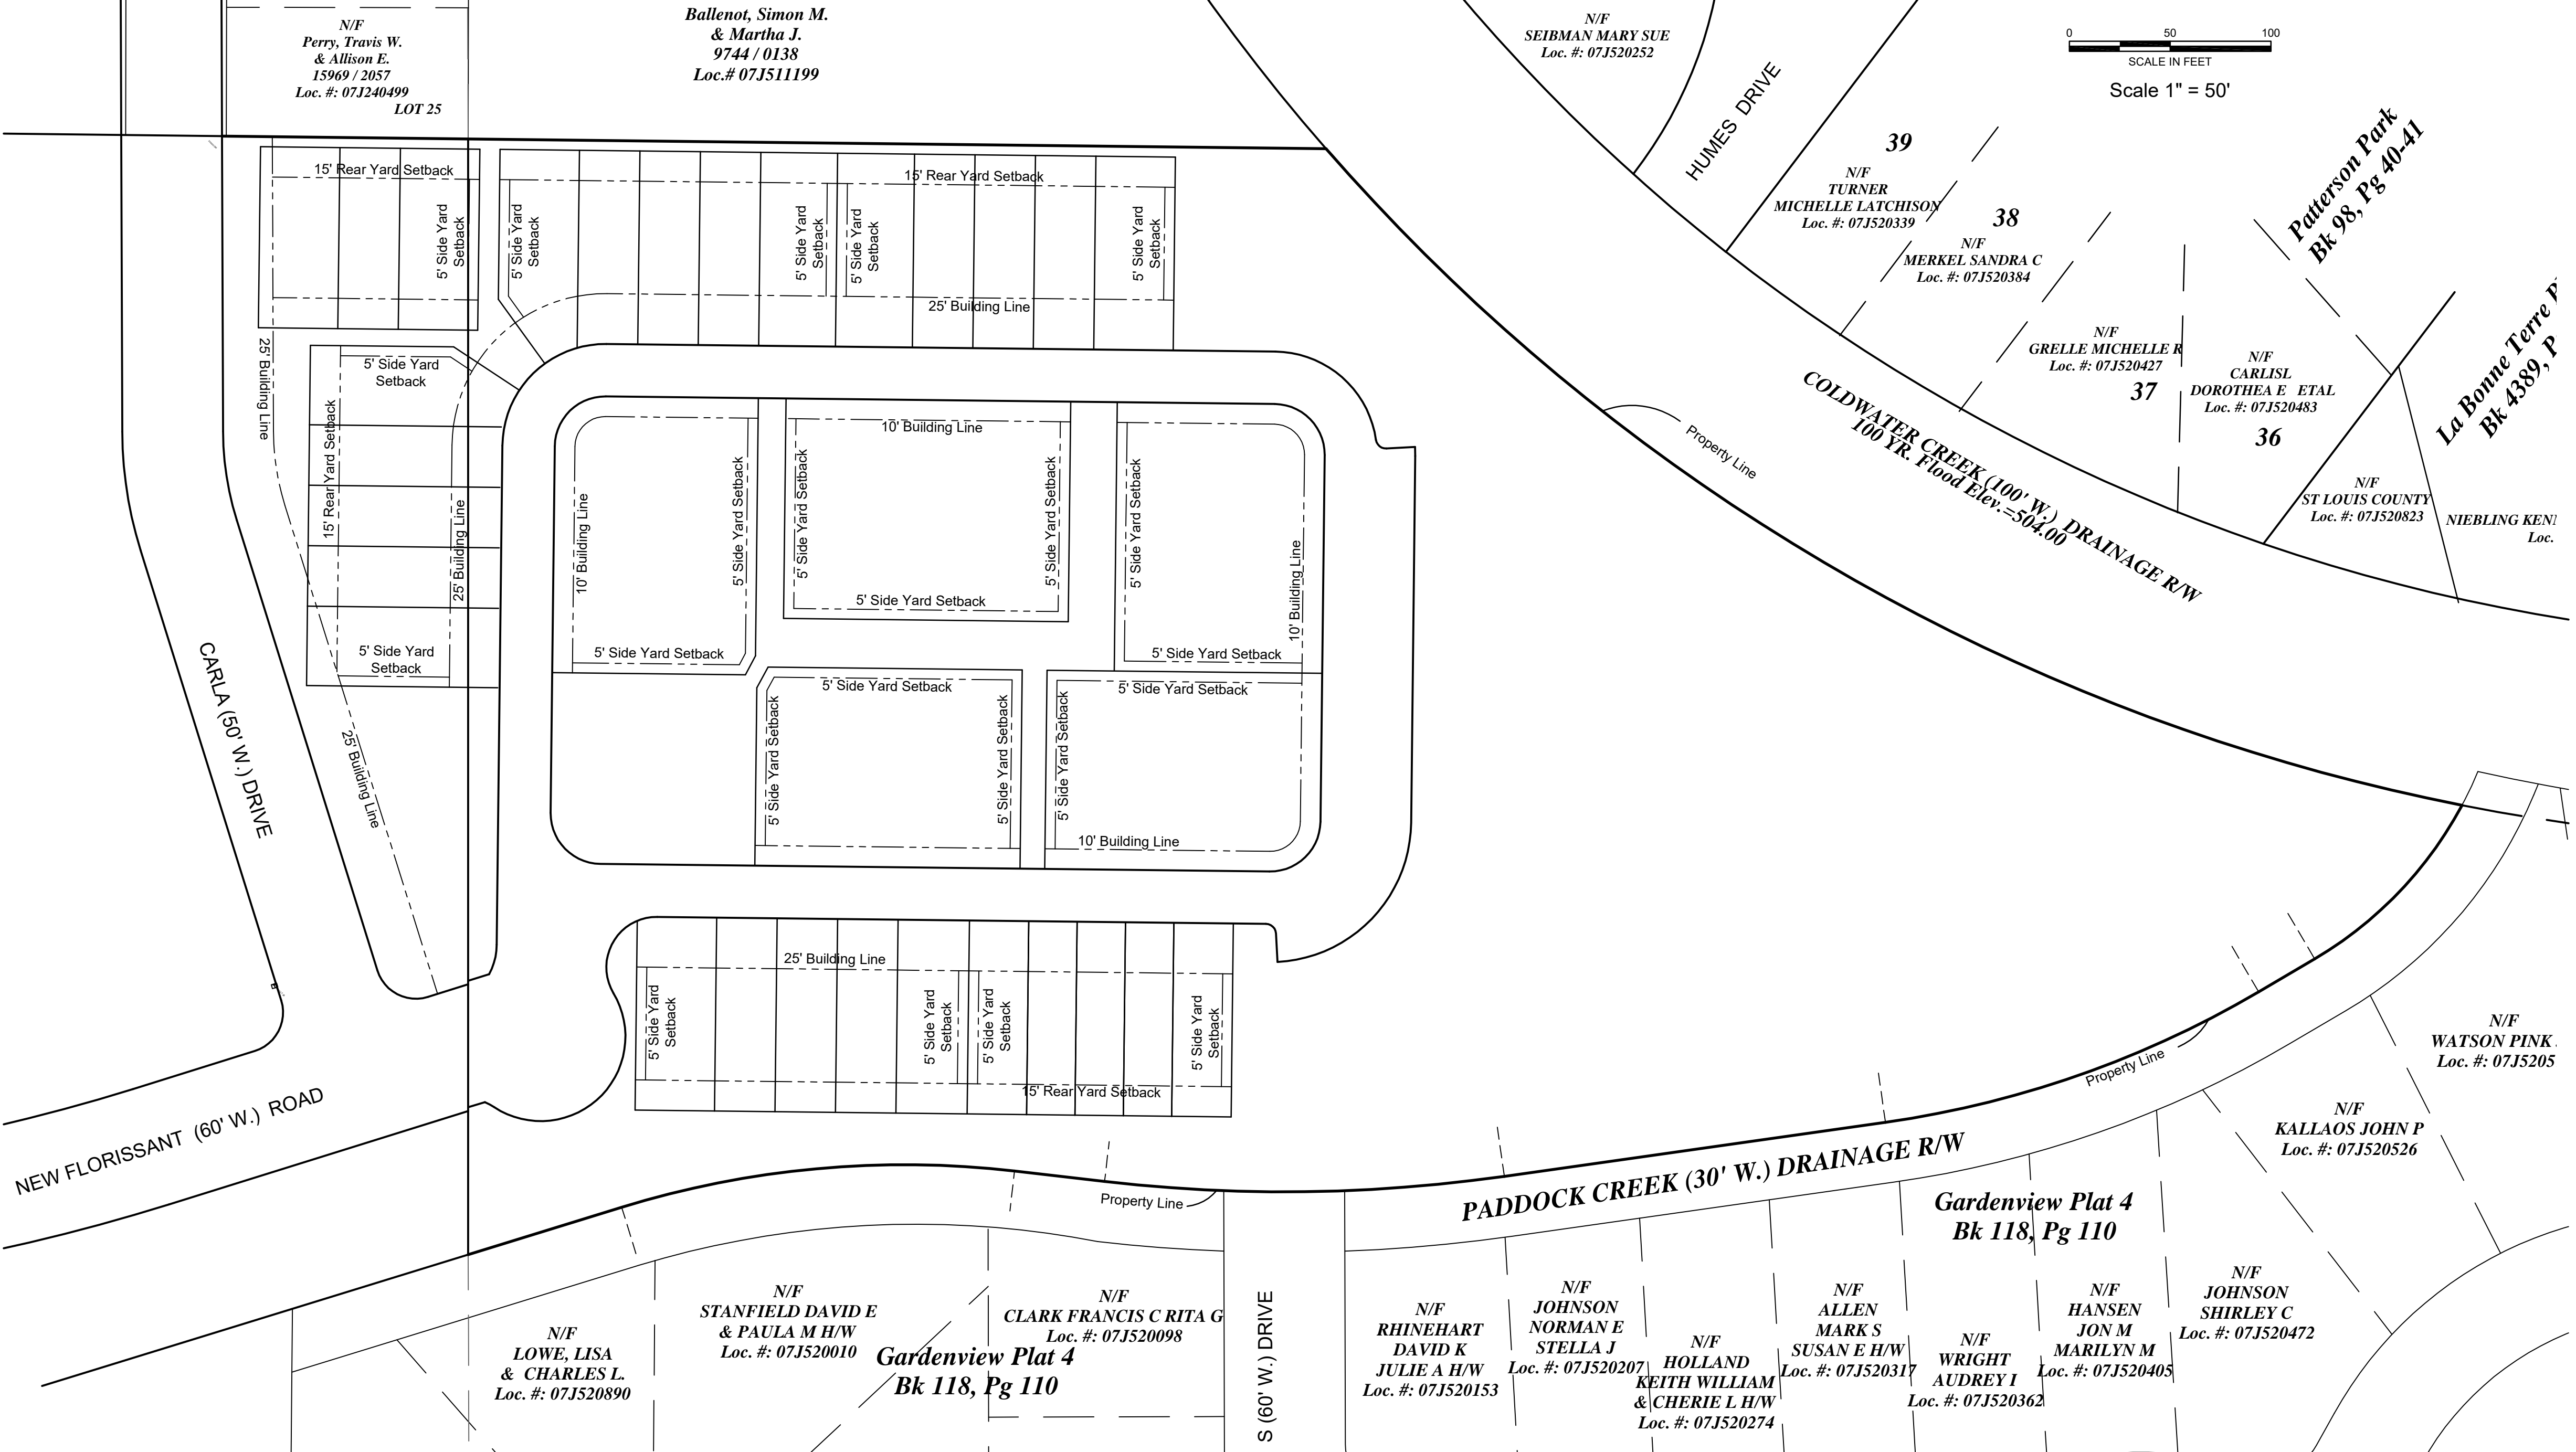 N/F
Perry, Travis W.
& Allison E.
15969 / 2057
Loc. #: 07J240499
LOT 25
Ballenot, Simon M.
& Martha J.
9744 / 0138
Loc.# 07J511199
N/F
SEIBMAN MARY SUE
Loc. #: 07J520252
HUMES DRIVE
0 50 100
SCALE IN FEET
Scale 1" = 50'
39
N/F
TURNER
MICHELLE LATCHISON
Loc. #: 07J520339
38
N/F
MERKEL SANDRA C
Loc. #: 07J520384
Patterson Park
Bk 98, Pg 40-41
N/F
GRELLE MICHELLE R
Loc. #: 07J520427
37
N/F
CARLISL
DOROTHEA E ETAL
Loc. #: 07J520483
36
La Bonne Terre P
Bk 4389, P
N/F
ST LOUIS COUNTY
Loc. #: 07J520823
NIEBLING KEN
Loc.
COLDWATER CREEK (100' W.) DRAINAGE R/W
100 YR. Flood Elev.=504.00
Property Line
15' Rear Yard Setback
5' Side Yard
Setback
5' Side Yard
Setback
5' Side Yard
Setback
5' Side Yard
Setback
15' Rear Yard Setback
5' Side Yard
Setback
25' Building Line
25' Building Line
5' Side Yard
Setback
15' Rear Yard Setback
25' Building Line
5' Side Yard
Setback
25' Building Line
CARLA (50' W.) DRIVE
10' Building Line
5' Side Yard Setback
5' Side Yard Setback
5' Side Yard Setback
10' Building Line
5' Side Yard Setback
5' Side Yard Setback
5' Side Yard Setback
10' Building Line
5' Side Yard Setback
5' Side Yard Setback
5' Side Yard Setback
5' Side Yard Setback
5' Side Yard Setback
5' Side Yard Setback
10' Building Line
25' Building Line
5' Side Yard
Setback
5' Side Yard
Setback
5' Side Yard
Setback
5' Side Yard
Setback
15' Rear Yard Setback
NEW FLORISSANT (60' W.) ROAD
Property Line
Property Line
PADDOCK CREEK (30' W.) DRAINAGE R/W
N/F
WATSON PINK
Loc. #: 07J5205
N/F
KALLAOS JOHN P
Loc. #: 07J520526
Gardenview Plat 4
Bk 118, Pg 110
N/F
LOWE, LISA
& CHARLES L.
Loc. #: 07J520890
N/F
STANFIELD DAVID E
& PAULA M H/W
Loc. #: 07J520010
Gardenview Plat 4
Bk 118, Pg 110
N/F
CLARK FRANCIS C RITA G
Loc. #: 07J520098
S (60' W.) DRIVE
N/F
RHINEHART
DAVID K
JULIE A H/W
Loc. #: 07J520153
N/F
JOHNSON
NORMAN E
STELLA J
Loc. #: 07J520207
N/F
HOLLAND
KEITH WILLIAM
& CHERIE L H/W
Loc. #: 07J520274
N/F
ALLEN
MARK S
SUSAN E H/W
Loc. #: 07J520317
N/F
WRIGHT
AUDREY I
Loc. #: 07J520362
N/F
HANSEN
JON M
MARILYN M
Loc. #: 07J520405
N/F
JOHNSON
SHIRLEY C
Loc. #: 07J520472